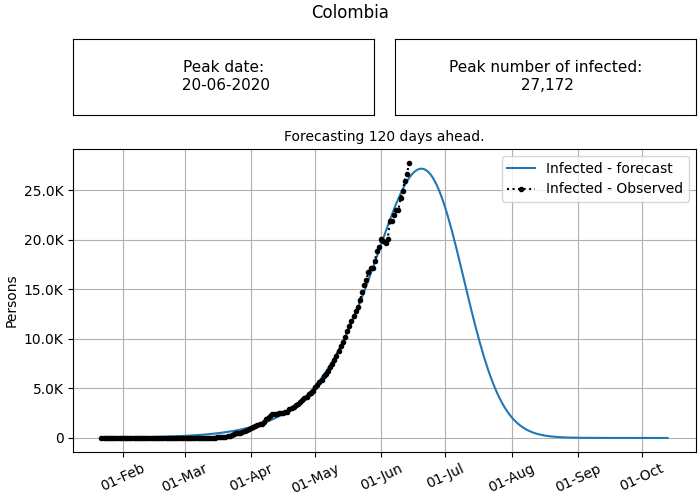 Colombia
Peak date:
20-06-2020
Peak number of infected:
27,172
Forecasting 120 days ahead.
Infected - forecast
Infected - Observed
Persons
25.0K
20.0K
15.0K
10.0K
5.0K
0
01-Feb
01-Mar
01-Apr
01-May
01-Jun
01-Jul
01-Aug
01-Sep
01-Oct